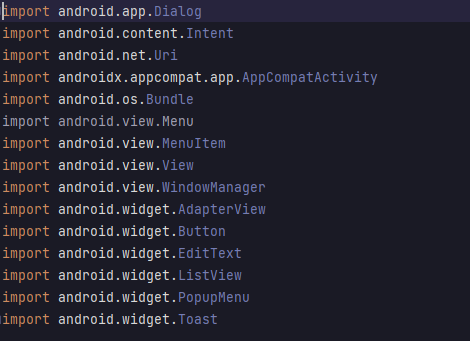 import android.app.Dialog
import android.content.Intent
import android.net.Uri
import androidx.appcompat.app.AppCompatActivity
import android.os.Bundle
import android.view.Menu
import android.view.MenuItem
import android.view.View
import android.view.WindowManager
import android.widget.AdapterView
import android.widget.Button
import android.widget.EditText
import android.widget.ListView
import android.widget.PopupMenu
import android.widget.Toast